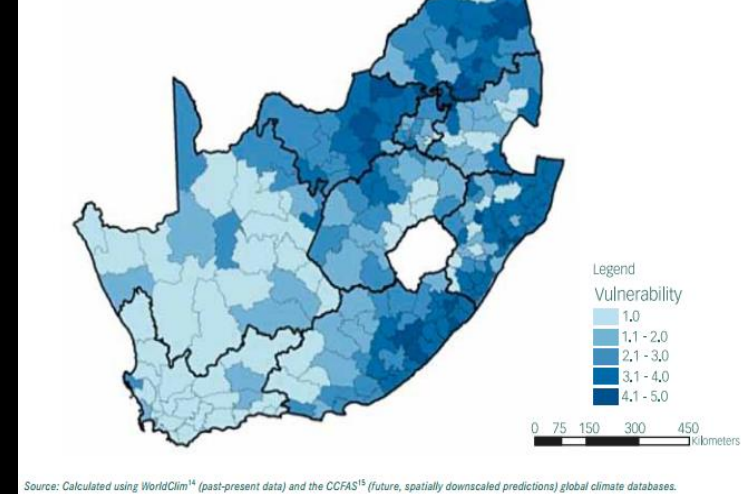 Legend
Vulnerability
1.0
1.1 - 2.0
2.1 - 3.0
3.1 - 4.0
4.1 - 5.0
0 75 150 300 450
Kilometers
Source: Calculated using WorldClim¹⁴ (past-present data) and the CCFAS¹⁵ (future, spatially downscaled predictions) global climate databases.